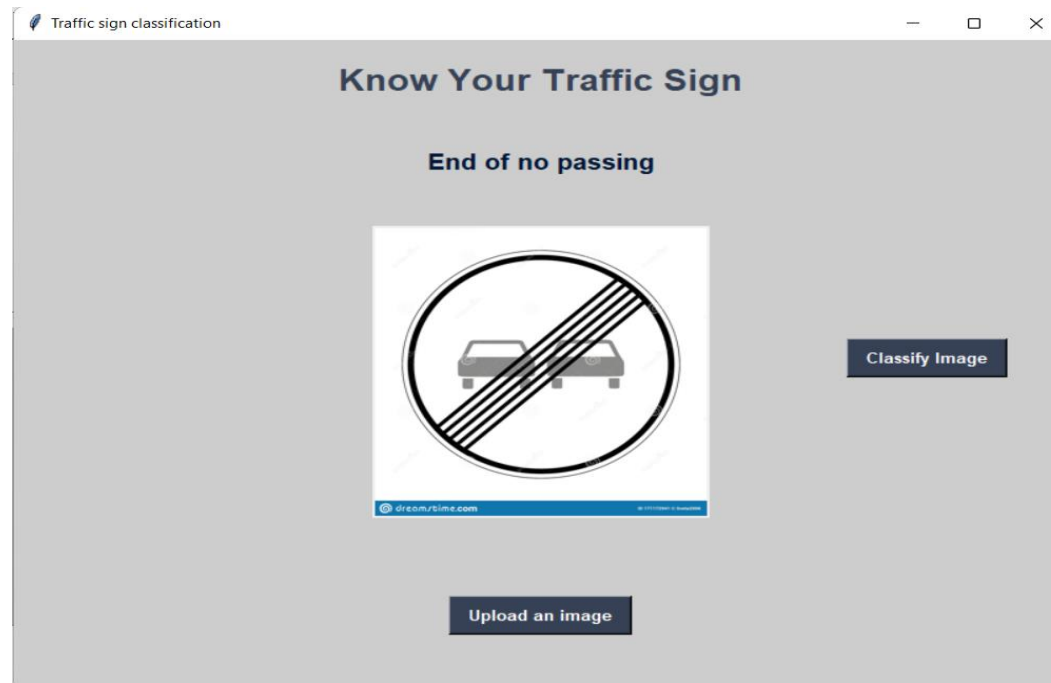 Traffic sign classification
Know Your Traffic Sign
End of no passing
Classify Image
dreamstime.com
Upload an image